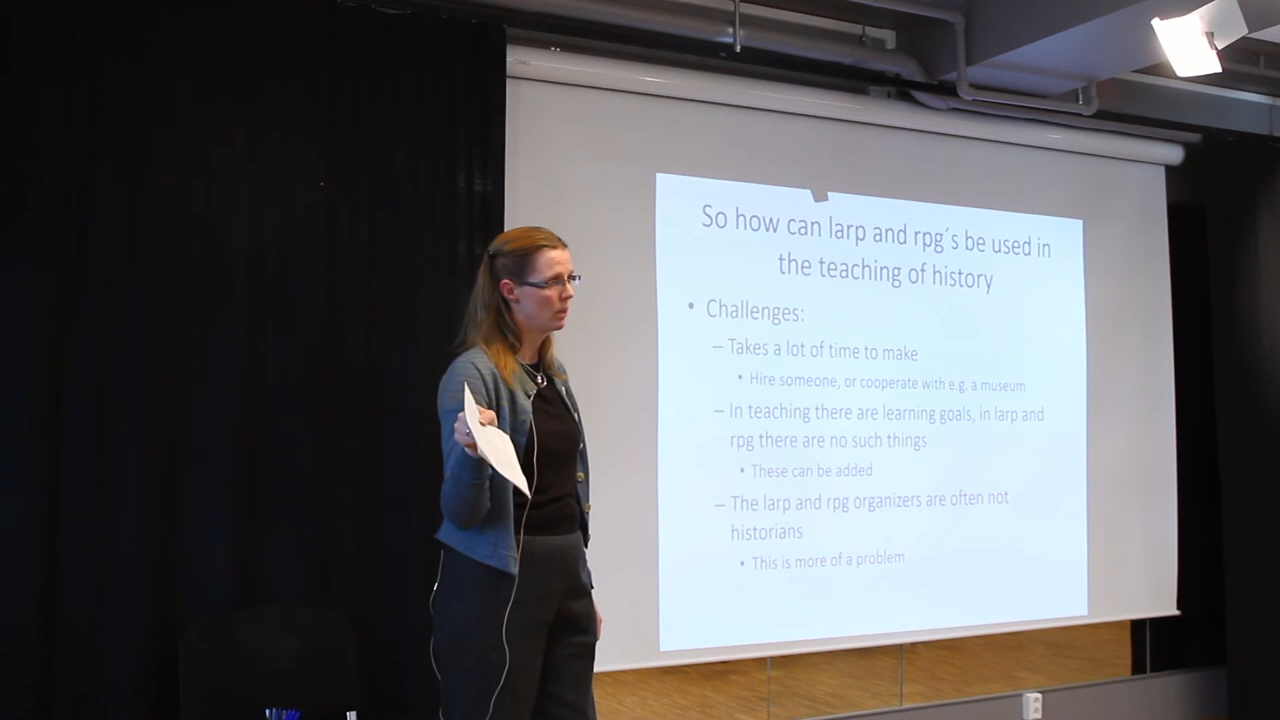 So how can larp and rpg´s be used in
the teaching of history
• Challenges:
– Takes a lot of time to make
• Hire someone, or cooperate with e.g. a museum
– In teaching there are learning goals, in larp and
rpg there are no such things
• These can be added
– The larp and rpg organizers are often not
historians
• This is more of a problem